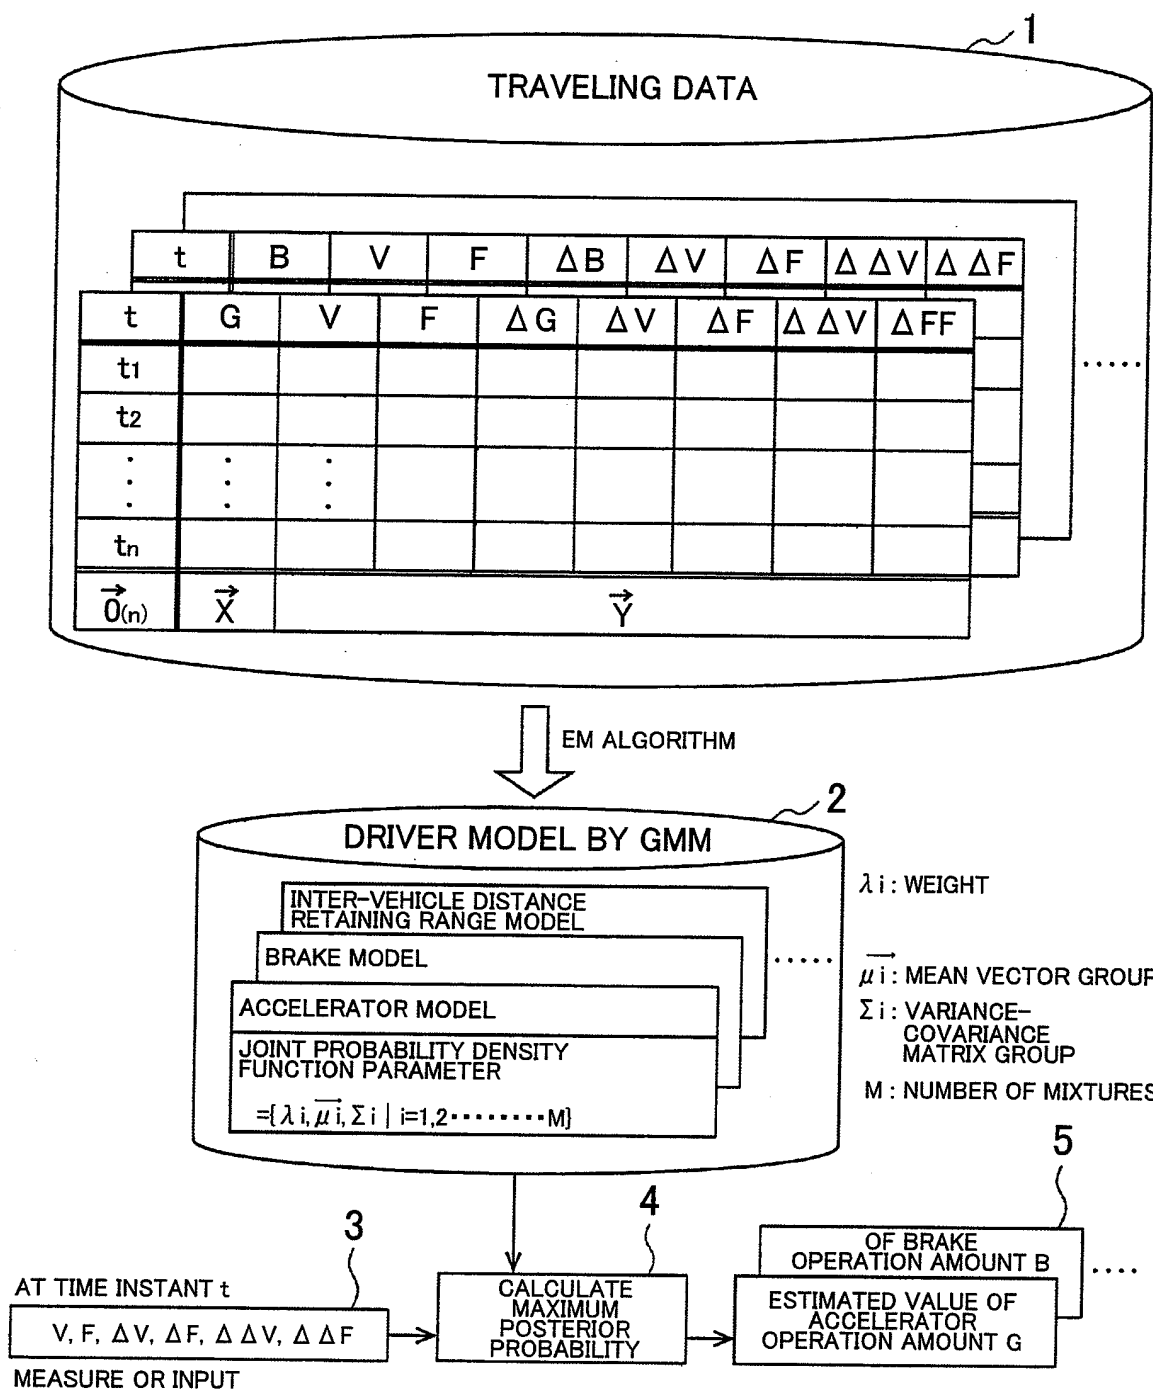 1
TRAVELING DATA
t B V F ΔB ΔV ΔF ΔΔV ΔΔF
t G V F ΔG ΔV ΔF ΔΔV ΔFF
t1
t2
tn
O(n) X Y
EM ALGORITHM
2
DRIVER MODEL BY GMM
INTER-VEHICLE DISTANCE
RETAINING RANGE MODEL
BRAKE MODEL
ACCELERATOR MODEL
JOINT PROBABILITY DENSITY
FUNCTION PARAMETER
={λi, μi, Σi | i=1,2·········M}
λi : WEIGHT
μi : MEAN VECTOR GROUP
Σi : VARIANCE-
COVARIANCE
MATRIX GROUP
M : NUMBER OF MIXTURES
3
AT TIME INSTANT t
V, F, ΔV, ΔF, ΔΔV, ΔΔF
MEASURE OR INPUT
4
CALCULATE
MAXIMUM
POSTERIOR
PROBABILITY
5
OF BRAKE
OPERATION AMOUNT B
ESTIMATED VALUE OF
ACCELERATOR
OPERATION AMOUNT G